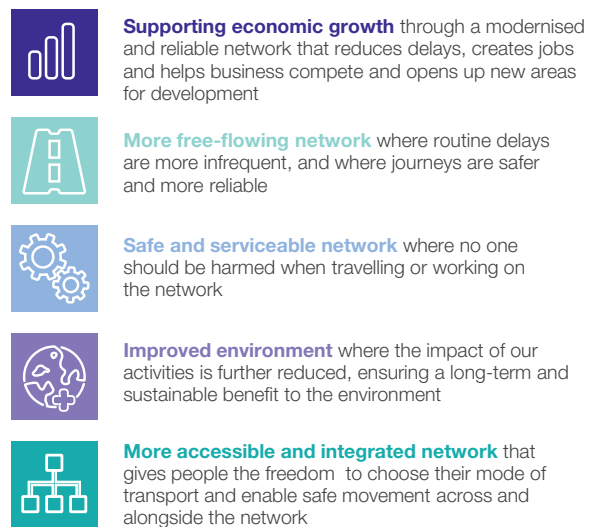 Supporting economic growth through a modernised
and reliable network that reduces delays, creates jobs
and helps business compete and opens up new areas
for development
More free-flowing network where routine delays
are more infrequent, and where journeys are safer
and more reliable
Safe and serviceable network where no one
should be harmed when travelling or working on
the network
Improved environment where the impact of our
activities is further reduced, ensuring a long-term and
sustainable benefit to the environment
More accessible and integrated network that
gives people the freedom  to choose their mode of
transport and enable safe movement across and
alongside the network